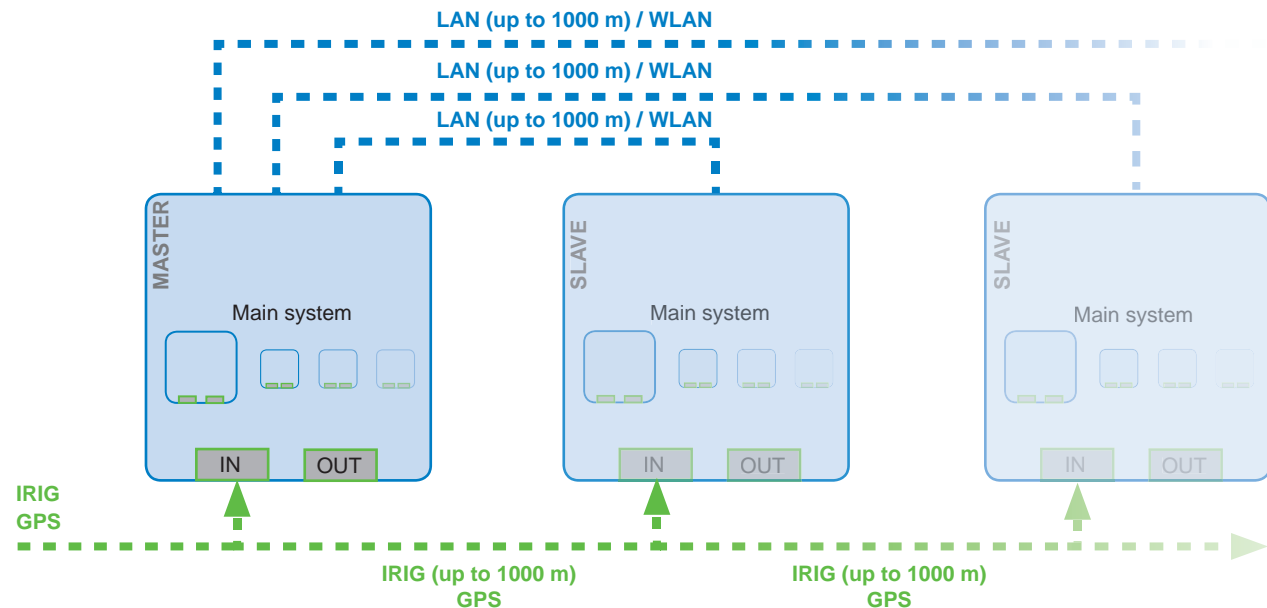 LAN (up to 1000 m) / WLAN
LAN (up to 1000 m) / WLAN
LAN (up to 1000 m) / WLAN
MASTER
Main system
IN
OUT
SLAVE
Main system
IN
OUT
SLAVE
Main system
IN
OUT
IRIG
GPS
IRIG (up to 1000 m)
GPS
IRIG (up to 1000 m)
GPS